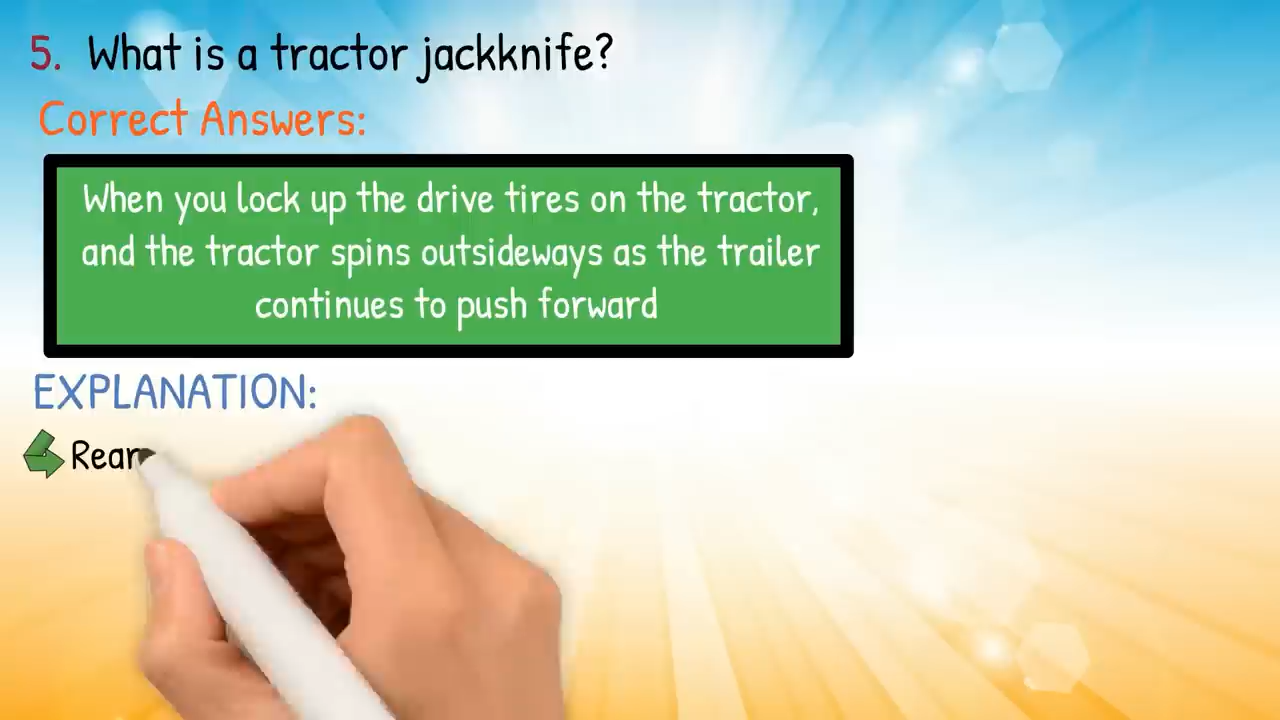 5. What is a tractor jackknife?
Correct Answers:
When you lock up the drive tires on the tractor,
and the tractor spins outsideways as the trailer
continues to push forward
EXPLANATION:
Rear